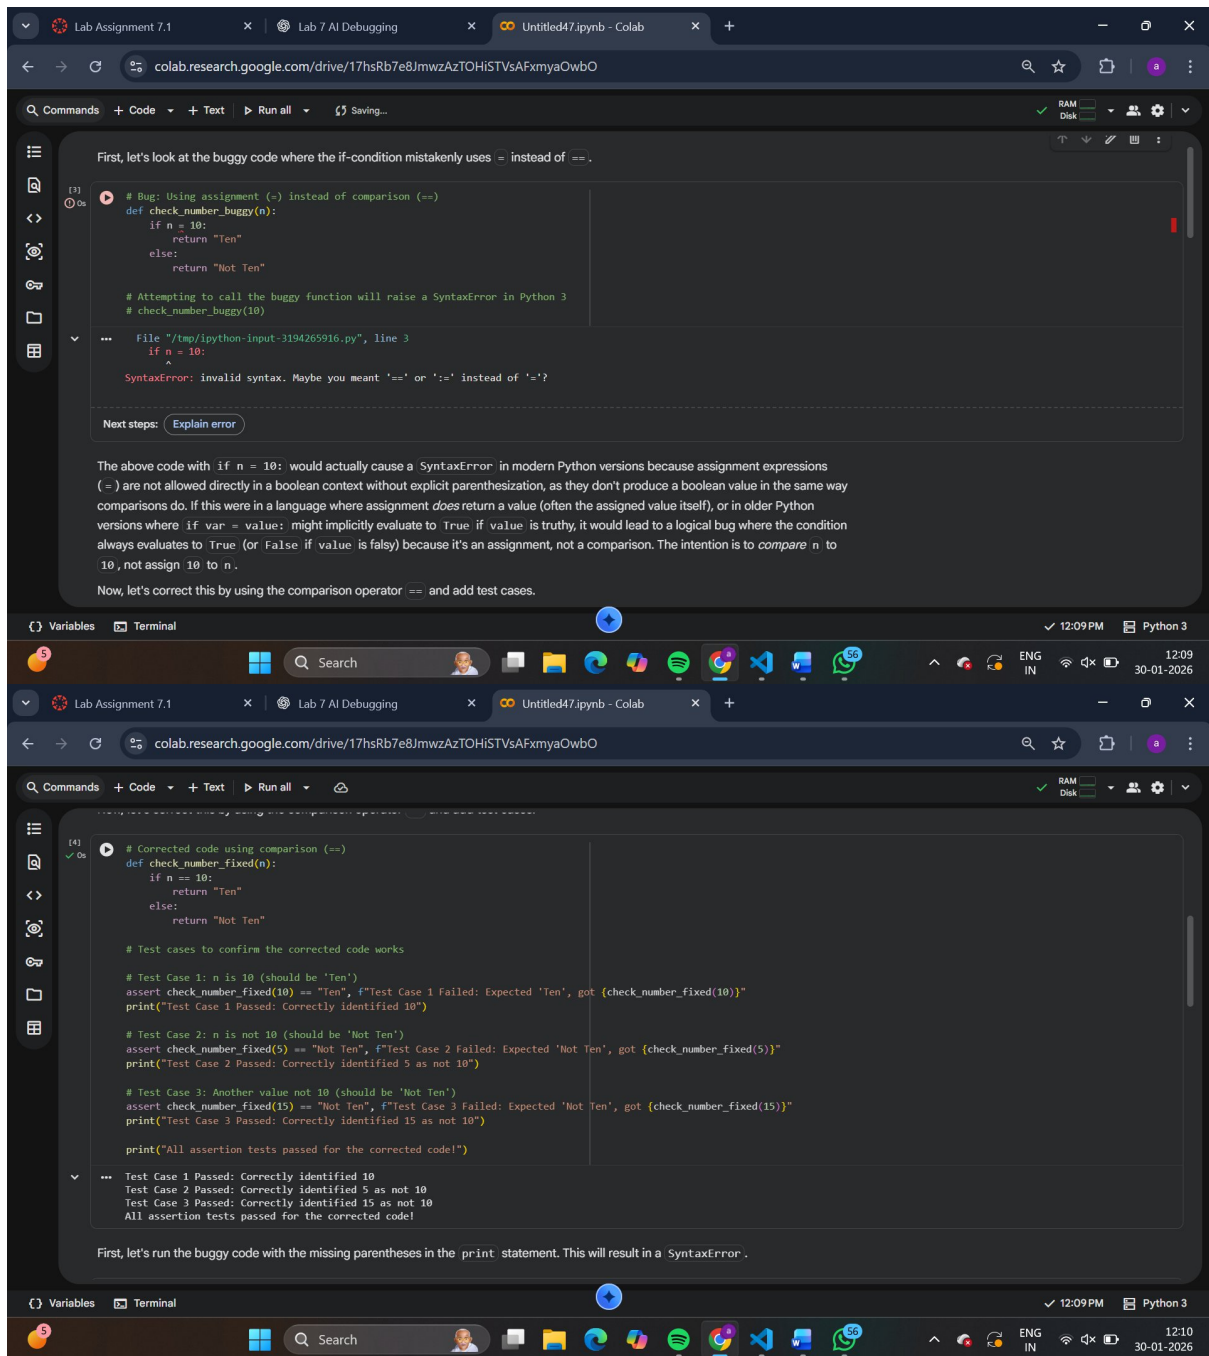 Lab Assignment 7.1
Lab 7 AI Debugging
Untitled47.ipynb - Colab
colab.research.google.com/drive/17hsRb7e8JmwzAzTOHiSTVsAFxmyaOwbO
a
Commands + Code + Text Run all Saving...
RAM
Disk
First, let's look at the buggy code where the if-condition mistakenly uses = instead of ==.
[3]
0s
# Bug: Using assignment (=) instead of comparison (==)
def check_number_buggy(n):
if n = 10:
return "Ten"
else:
return "Not Ten"
# Attempting to call the buggy function will raise a SyntaxError in Python 3
# check_number_buggy(10)
File "/tmp/ipython-input-3194265916.py", line 3
if n = 10:
^
SyntaxError: invalid syntax. Maybe you meant '==' or ':=' instead of '='?
Next steps: Explain error
The above code with if n = 10: would actually cause a SyntaxError in modern Python versions because assignment expressions
(=) are not allowed directly in a boolean context without explicit parenthesization, as they don't produce a boolean value in the same way
comparisons do. If this were in a language where assignment does return a value (often the assigned value itself), or in older Python
versions where if var = value: might implicitly evaluate to True if value is truthy, it would lead to a logical bug where the condition
always evaluates to True (or False if value is falsy) because it's an assignment, not a comparison. The intention is to compare n to
10, not assign 10 to n.
Now, let's correct this by using the comparison operator == and add test cases.
{} Variables Terminal
12:09 PM Python 3
5
Search
a
56
ENG
IN
12:09
30-01-2026
Lab Assignment 7.1
Lab 7 AI Debugging
Untitled47.ipynb - Colab
colab.research.google.com/drive/17hsRb7e8JmwzAzTOHiSTVsAFxmyaOwbO
a
Commands + Code + Text Run all
RAM
Disk
Now, let's correct this by using the comparison operator == and add test cases.
[4]
0s
# Corrected code using comparison (==)
def check_number_fixed(n):
if n == 10:
return "Ten"
else:
return "Not Ten"
# Test cases to confirm the corrected code works
# Test Case 1: n is 10 (should be 'Ten')
assert check_number_fixed(10) == "Ten", f"Test Case 1 Failed: Expected 'Ten', got {check_number_fixed(10)}"
print("Test Case 1 Passed: Correctly identified 10")
# Test Case 2: n is not 10 (should be 'Not Ten')
assert check_number_fixed(5) == "Not Ten", f"Test Case 2 Failed: Expected 'Not Ten', got {check_number_fixed(5)}"
print("Test Case 2 Passed: Correctly identified 5 as not 10")
# Test Case 3: Another value not 10 (should be 'Not Ten')
assert check_number_fixed(15) == "Not Ten", f"Test Case 3 Failed: Expected 'Not Ten', got {check_number_fixed(15)}"
print("Test Case 3 Passed: Correctly identified 15 as not 10")
print("All assertion tests passed for the corrected code!")
Test Case 1 Passed: Correctly identified 10
Test Case 2 Passed: Correctly identified 5 as not 10
Test Case 3 Passed: Correctly identified 15 as not 10
All assertion tests passed for the corrected code!
First, let's run the buggy code with the missing parentheses in the print statement. This will result in a SyntaxError.
{} Variables Terminal
12:09 PM Python 3
5
Search
a
56
ENG
IN
12:10
30-01-2026